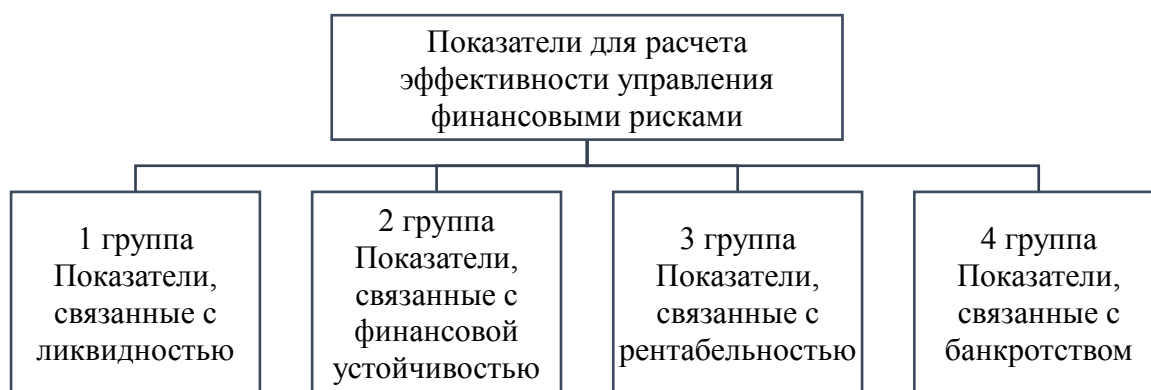 Показатели для расчета
эффективности управления
финансовыми рисками
1 группа
Показатели,
связанные с
ликвидностью
2 группа
Показатели,
связанные с
финансовой
устойчивостью
3 группа
Показатели,
связанные с
рентабельностью
4 группа
Показатели,
связанные с
банкротством